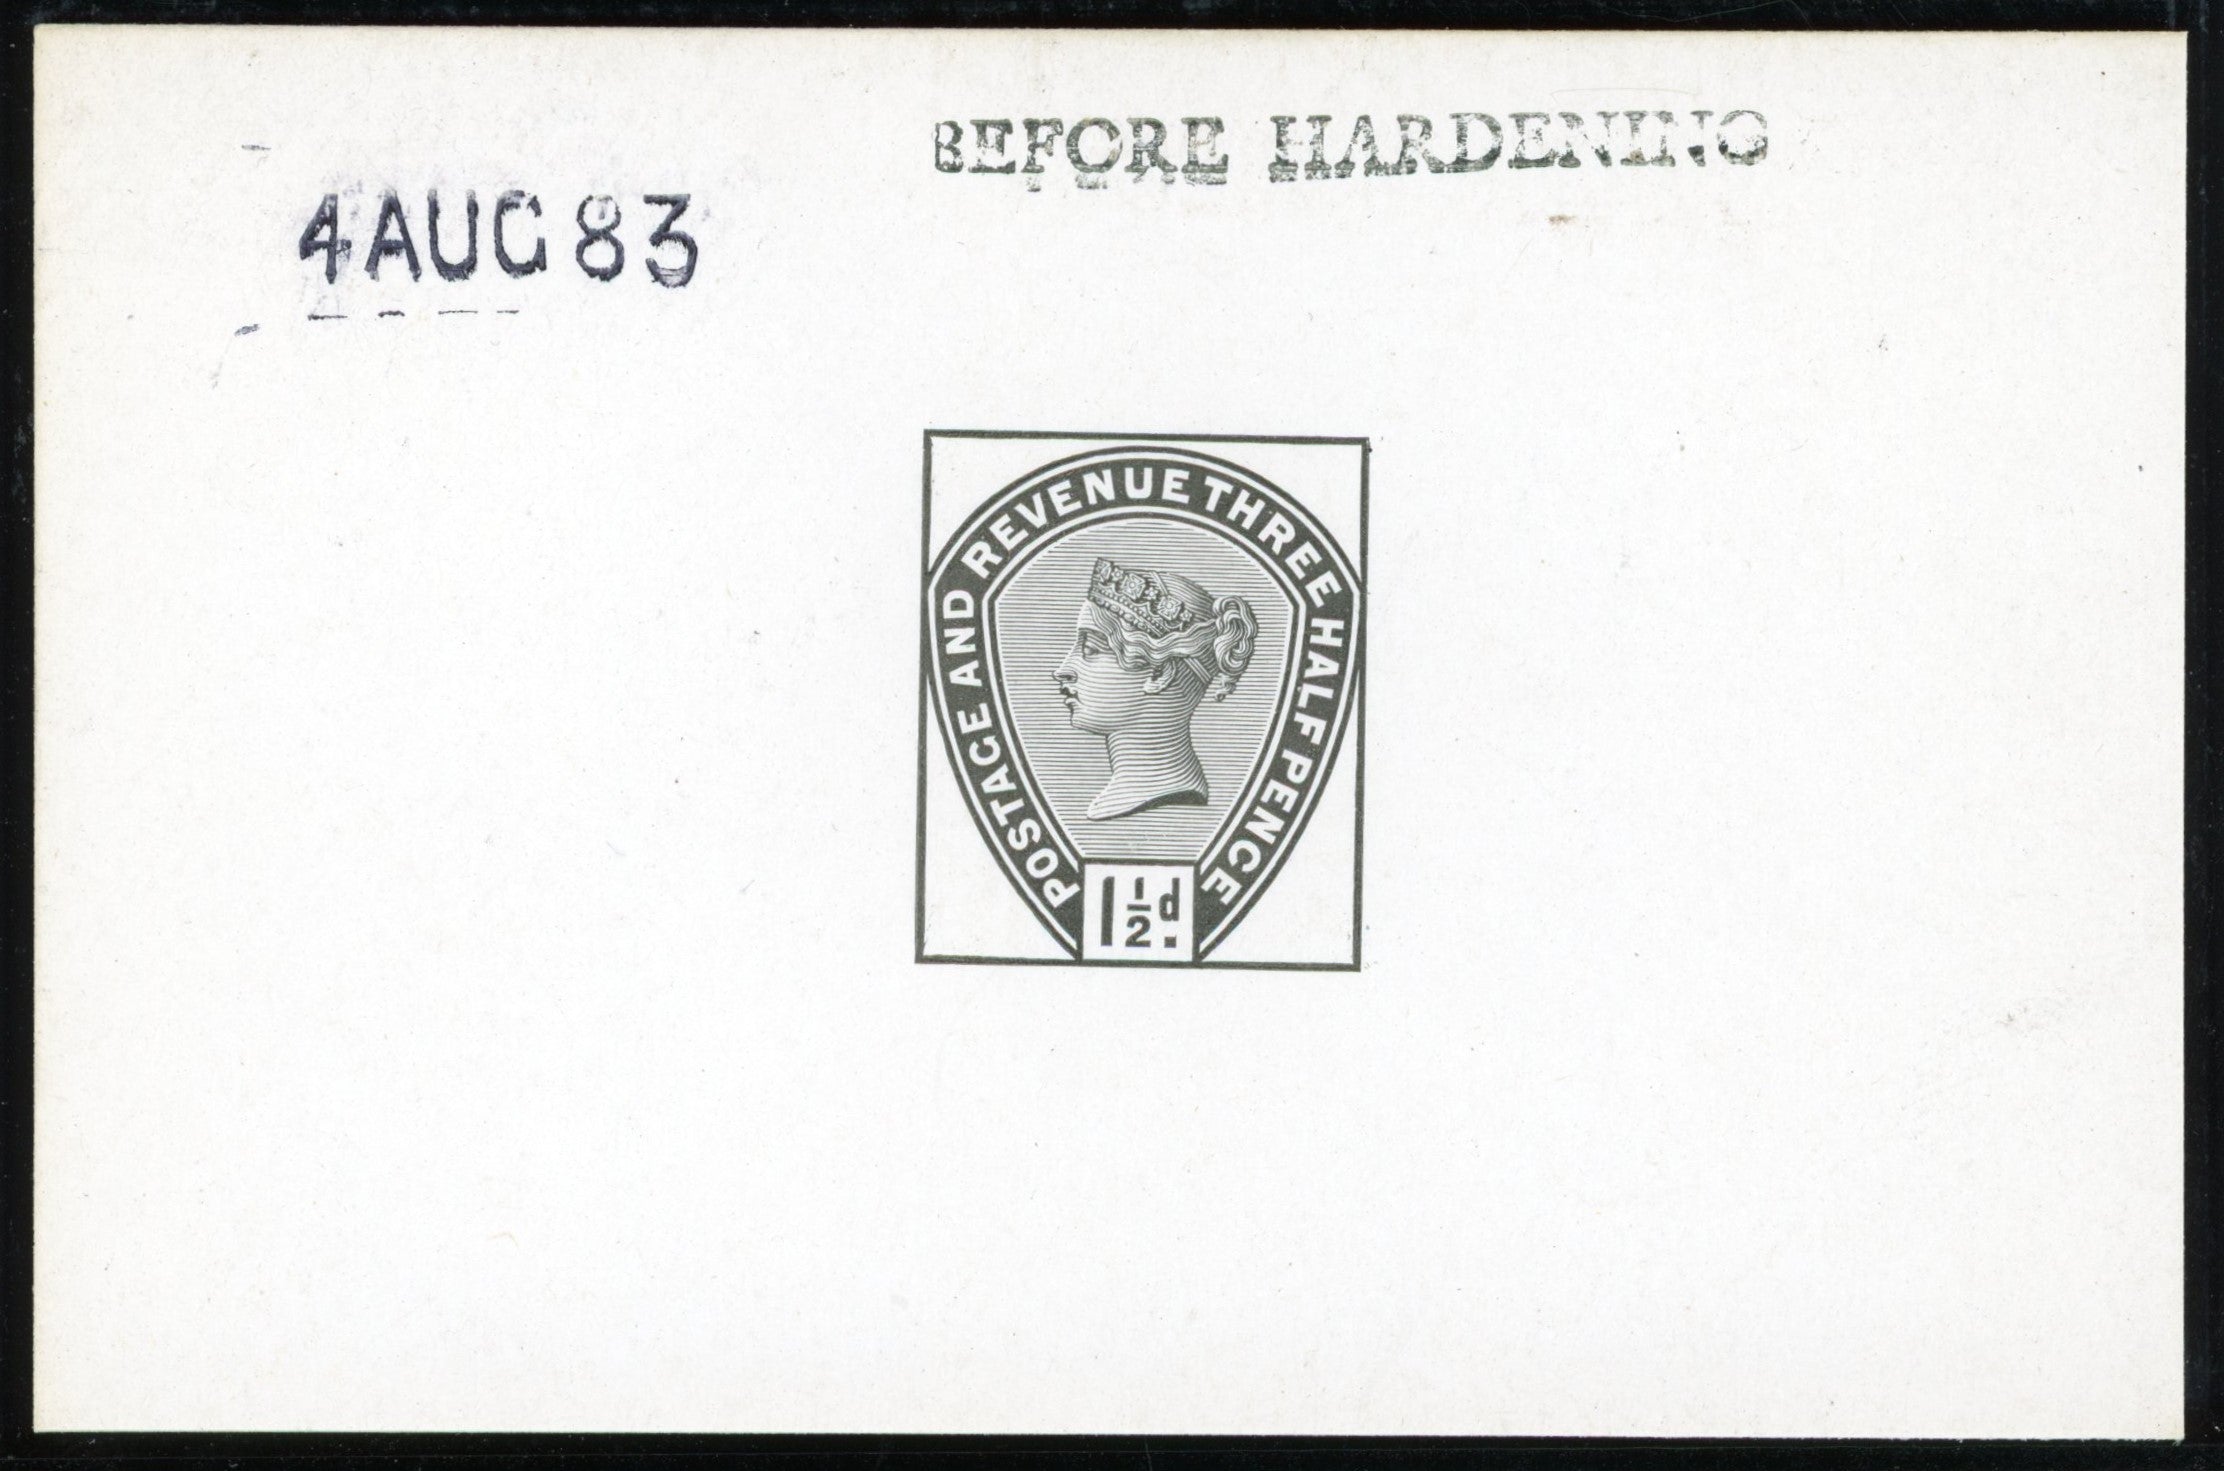 BEFORE HARDENING
4 AUG 83
POSTAGE AND REVENUE THREE HALF PENCE
1½d.